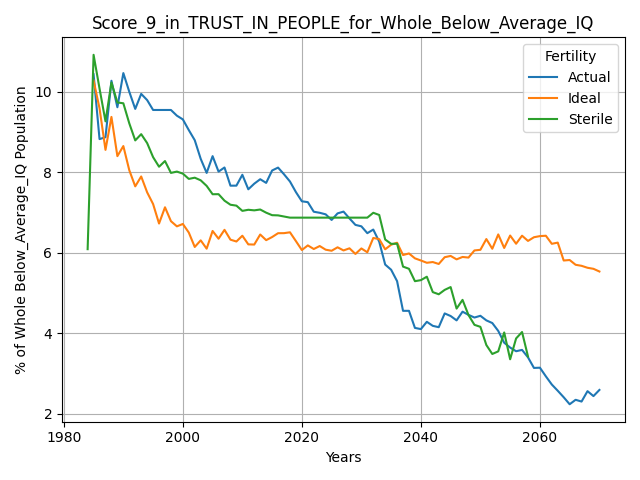 Score_9_in_TRUST_IN_PEOPLE_for_Whole_Below_Average_IQ
Fertility
Actual
Ideal
Sterile
% of Whole Below_Average_IQ Population
10
8
6
4
2
1980
2000
2020
2040
2060
Years